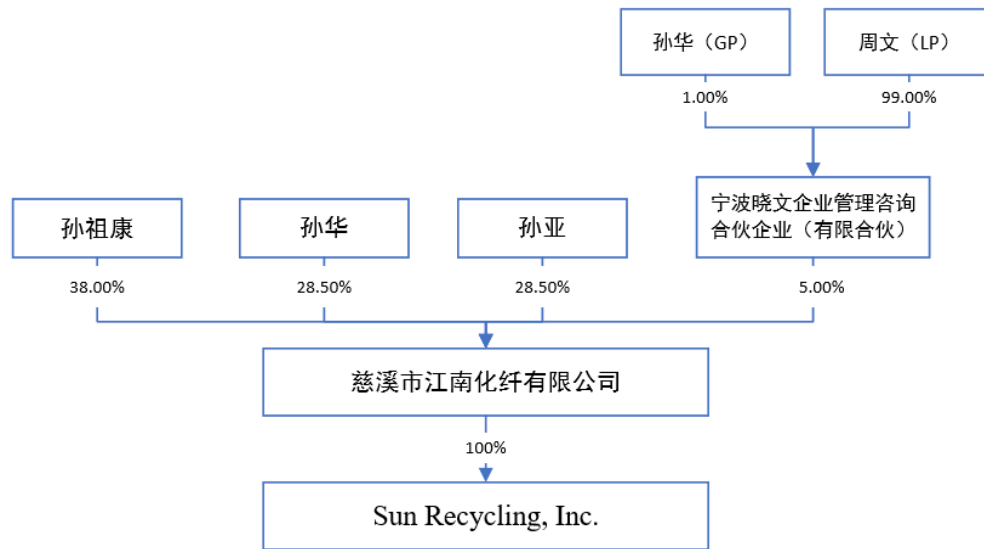 孙华（GP）
周文（LP）
1.00%
99.00%
孙祖康
孙华
孙亚
宁波晓文企业管理咨询
合伙企业（有限合伙）
38.00%
28.50%
28.50%
5.00%
慈溪市江南化纤有限公司
100%
Sun Recycling, Inc.